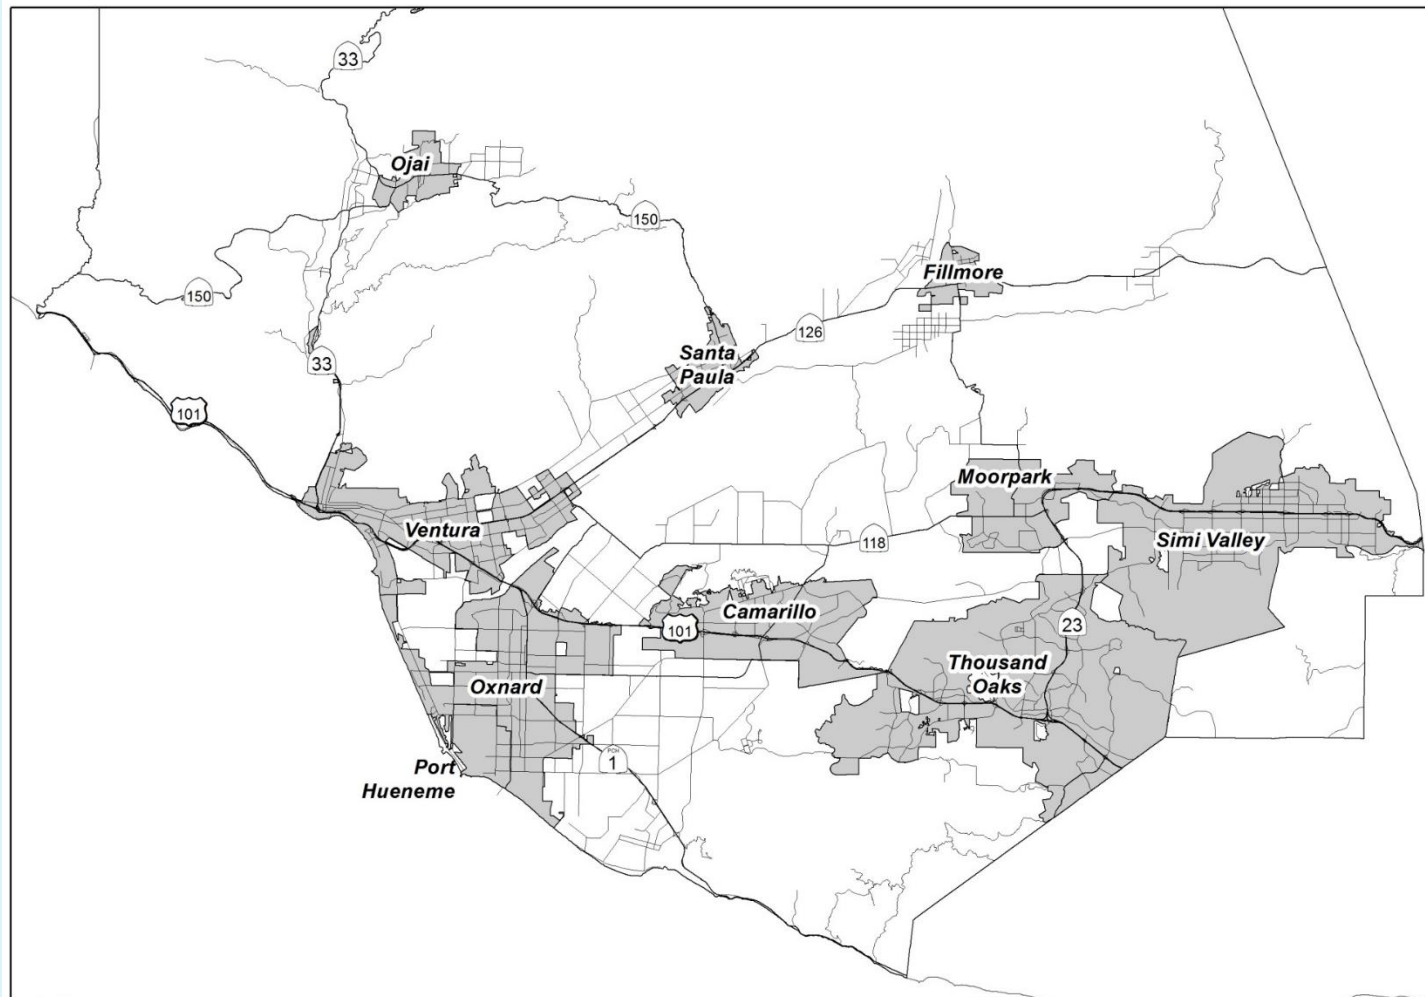 33
Ojai
150
Fillmore
150
126
Santa
Paula
33
101
Moorpark
Ventura
118
Simi Valley
Camarillo
101
23
Thousand
Oaks
Oxnard
PCH
1
Port
Hueneme